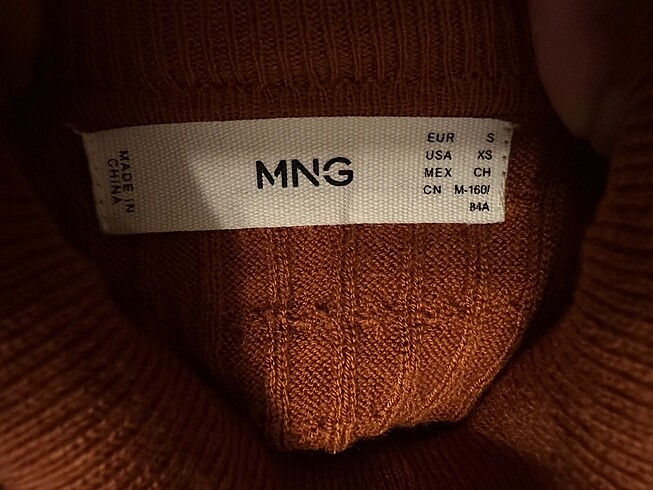 MADE IN
CHINA
MNG
EUR S
USA XS
MEX CH
CN M-160/
84A